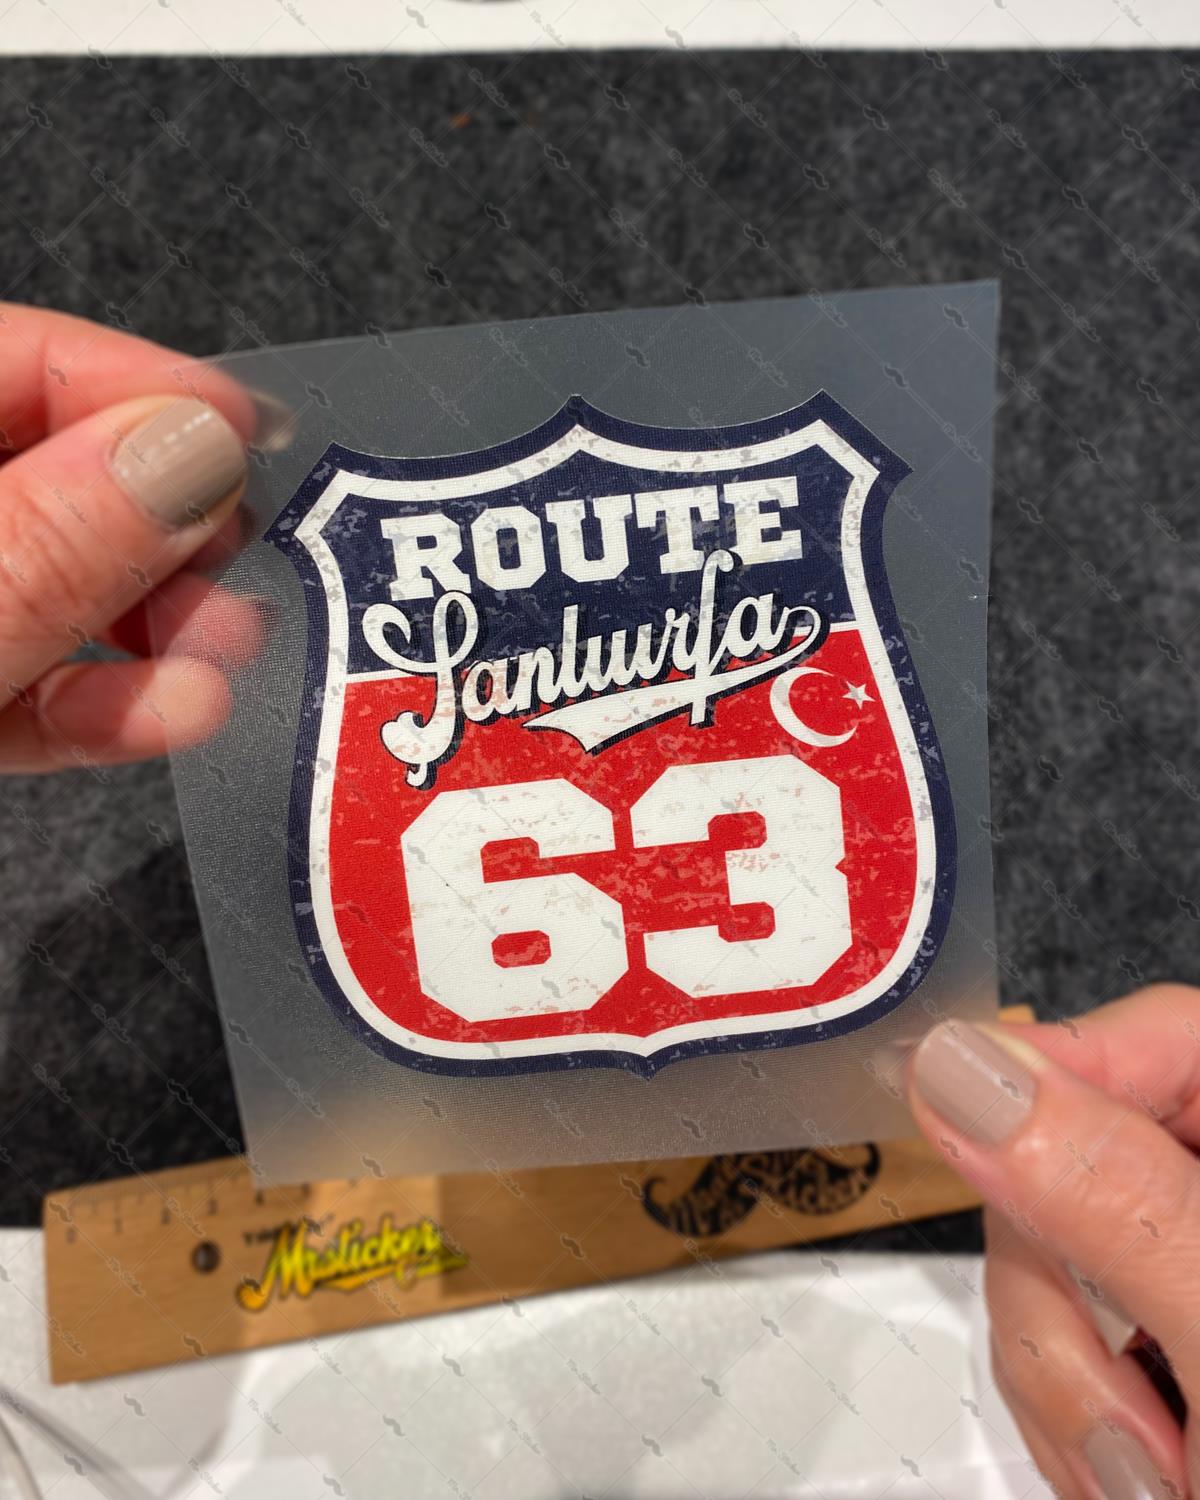 ROUTE
Şanlıurfa
63
Mrsticker